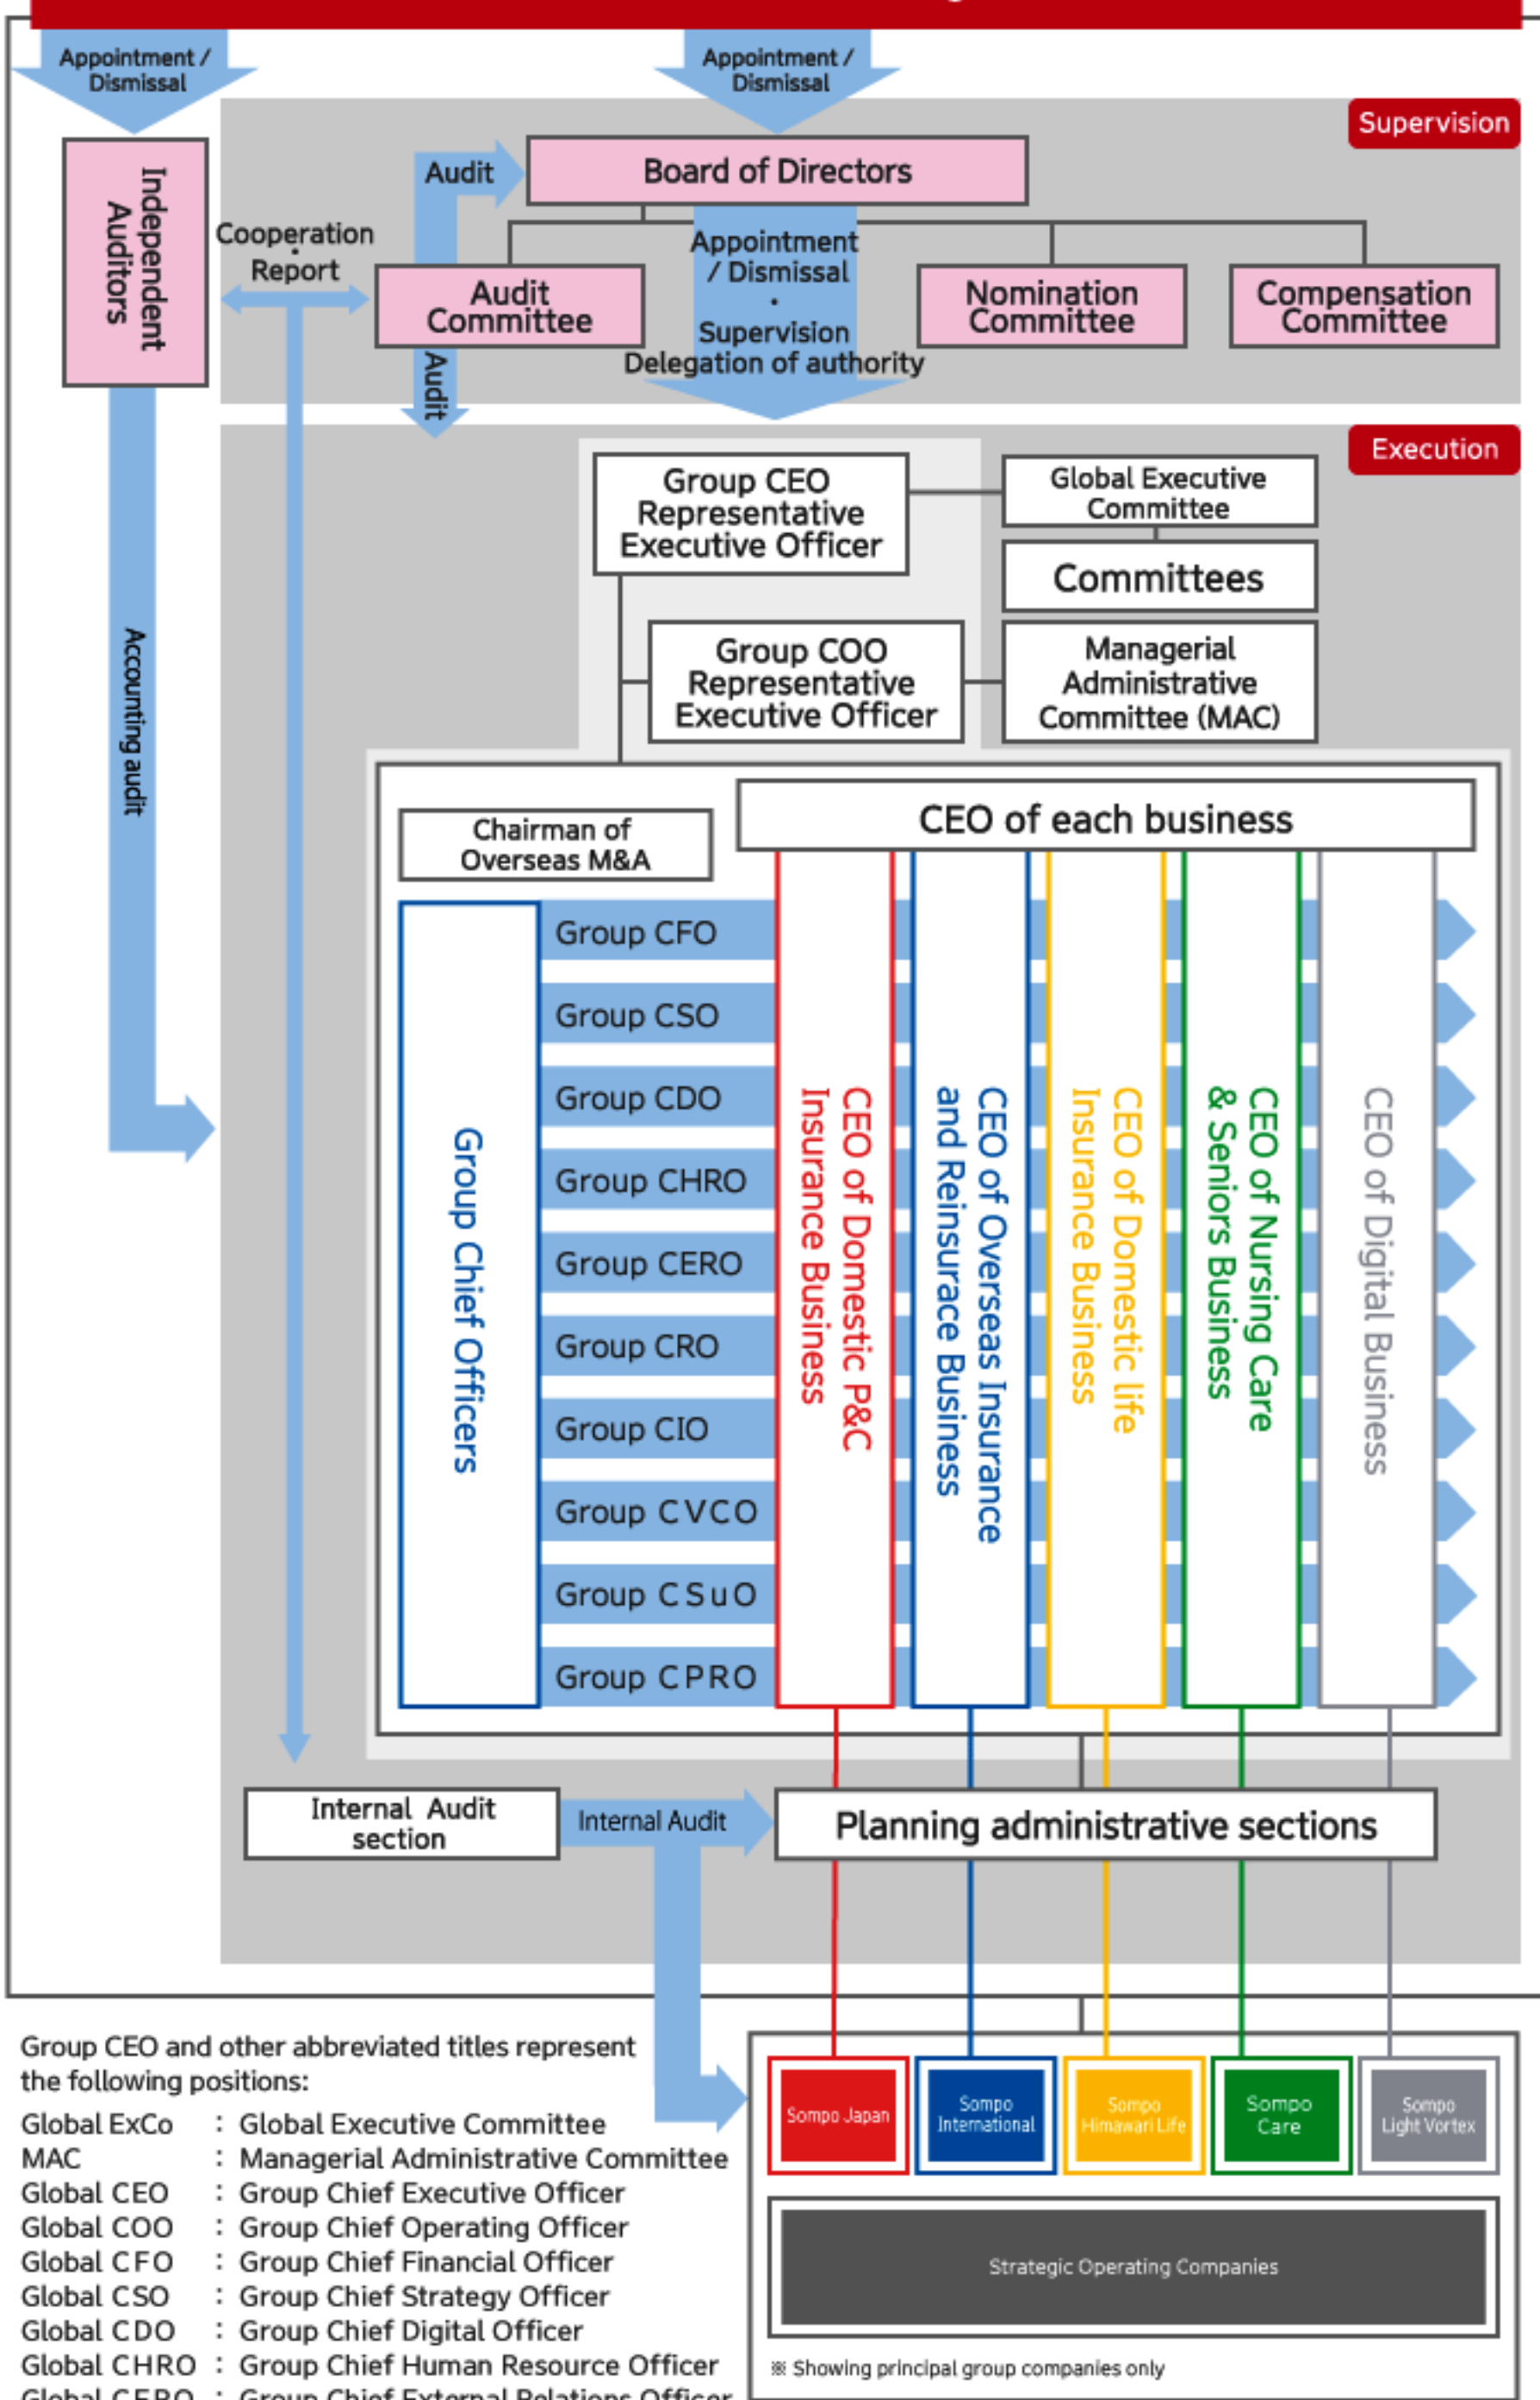 Appointment /
Dismissal
Appointment /
Dismissal
Supervision
Independent
Auditors
Audit
Board of Directors
Cooperation
・
Report
Appointment
/ Dismissal
・
Supervision
Delegation of authority
Audit
Committee
Nomination
Committee
Compensation
Committee
Audit
Execution
Group CEO
Representative
Executive Officer
Global Executive
Committee
Committees
Group COO
Representative
Executive Officer
Managerial
Administrative
Committee (MAC)
Accounting audit
Chairman of
Overseas M&A
CEO of each business
Group Chief Officers
Group CFO
Group CSO
Group CDO
Group CHRO
Group CERO
Group CRO
Group CIO
Group CVCO
Group CSuO
Group CPRO
CEO of Domestic P&C
Insurance Business
CEO of Overseas Insurance
and Reinsurace Business
CEO of Domestic life
Insurance Business
CEO of Nursing Care
& Seniors Business
CEO of Digital Business
Internal Audit
section
Internal Audit
Planning administrative sections
Group CEO and other abbreviated titles represent
the following positions:
Global ExCo : Global Executive Committee
MAC : Managerial Administrative Committee
Global CEO : Group Chief Executive Officer
Global COO : Group Chief Operating Officer
Global CFO : Group Chief Financial Officer
Global CSO : Group Chief Strategy Officer
Global CDO : Group Chief Digital Officer
Global CHRO : Group Chief Human Resource Officer
Global CERO : Group Chief External Relations Officer
Sompo Japan
Sompo
International
Sompo
Himawari Life
Sompo
Care
Sompo
Light Vortex
Strategic Operating Companies
※ Showing principal group companies only